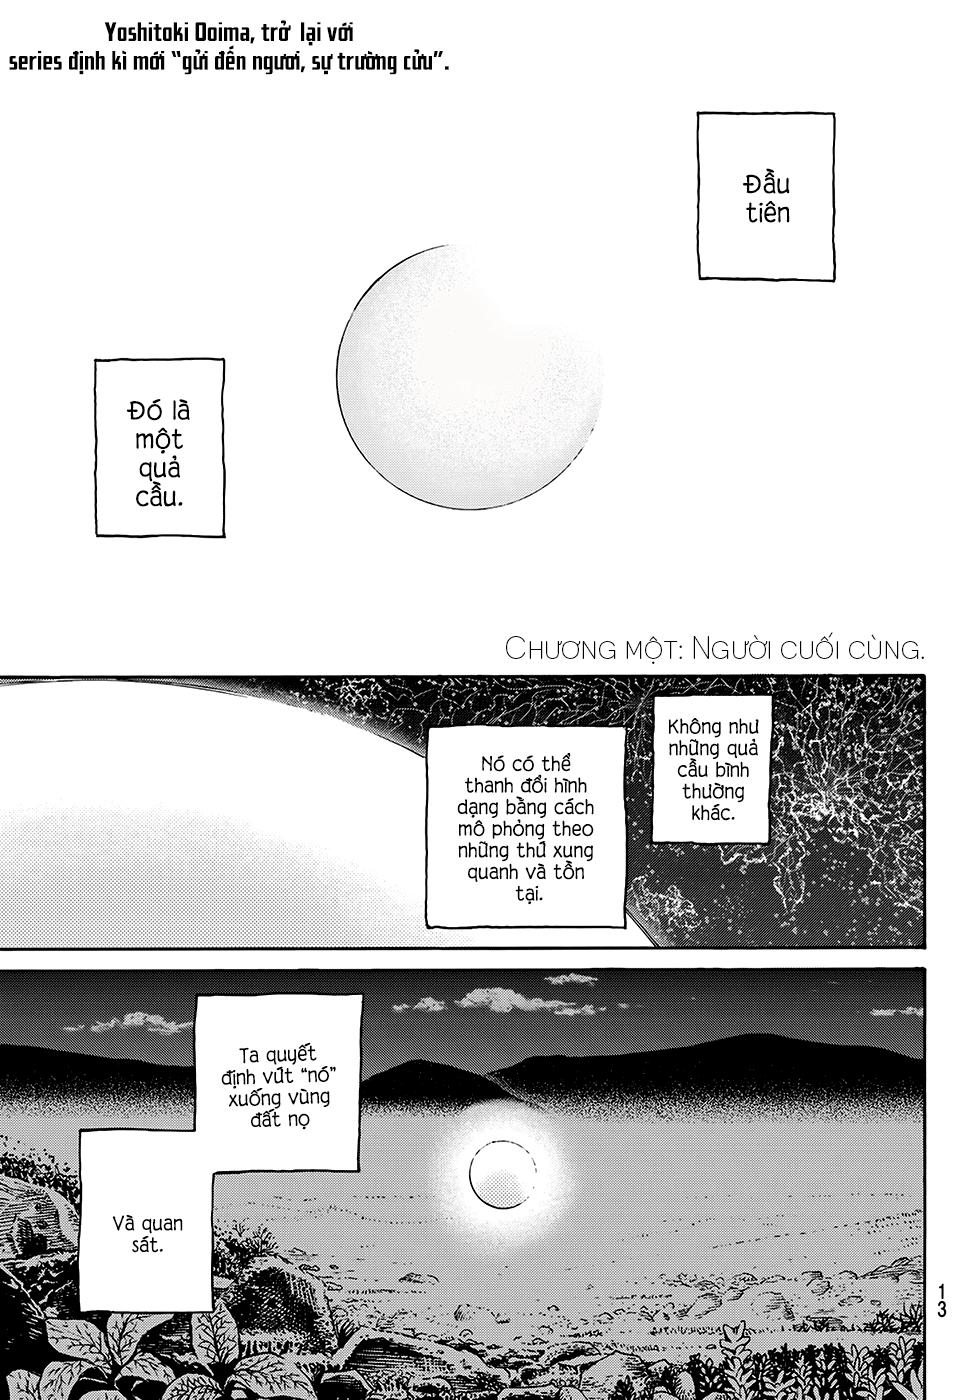 Yoshitoki Ooima, trở lại với
series định kì mới “gửi đến ngươi, sự trường cửu”.
Đầu
tiên
Đó là
một
quả
cầu.
Chương một: Người cuối cùng.
Không như
những quả
cầu bình
thường
khác.
Nó có thể
thanh đổi hình
dạng bằng cách
mô phỏng theo
những thứ xung
quanh và tồn
tại.
Ta quyết
định vứt “nó”
xuống vùng
đất nọ
Và quan
sát.
13